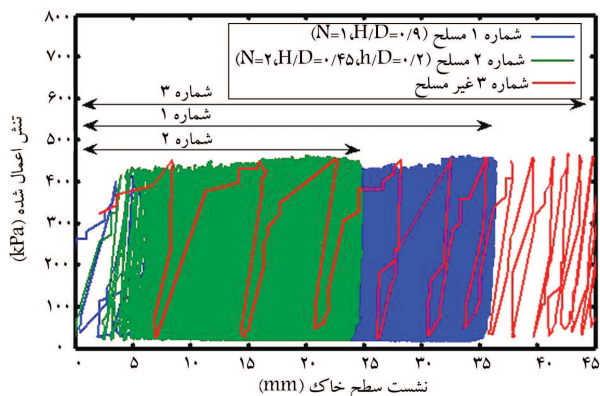 شماره ۱ مسلح (N=۱،H/D=۰/۹)
شماره ۲ مسلح (N=۲،H/D=۰/۴۵،h/D=۰/۲)
شماره ۳ غیر مسلح
شماره ۳
شماره ۱
شماره ۲
تنش اعمال شده (kPa)
۸۰۰
۷۰۰
۶۰۰
۵۰۰
۴۰۰
۳۰۰
۲۰۰
۱۰۰
۰
۰ ۵ ۱۰ ۱۵ ۲۰ ۲۵ ۳۰ ۳۵ ۴۰ ۴۵
نشست سطح خاک (mm)